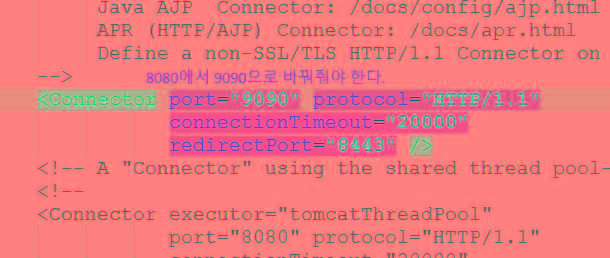 Java AJP  Connector: /docs/config/ajp.html
APR (HTTP/AJP) Connector: /docs/apr.html
Define a non-SSL/TLS HTTP/1.1 Connector on
-->
8080에서 9090으로 바꿔줘야 한다.
<Connector port="9090" protocol="HTTP/1.1"
connectionTimeout="20000"
redirectPort="8443" />
<!-- A "Connector" using the shared thread pool-
<!--
<Connector executor="tomcatThreadPool"
port="8080" protocol="HTTP/1.1"
connectionTimeout="20000"